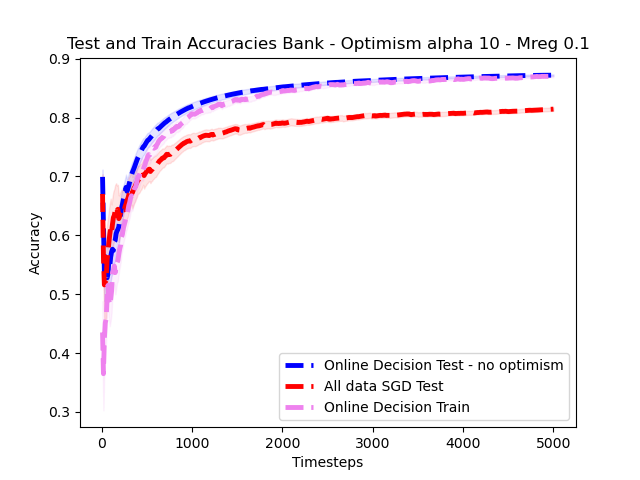 Test and Train Accuracies Bank - Optimism alpha 10 - Mreg 0.1
0.9
0.8
0.7
0.6
0.5
0.4
0.3
Accuracy
Online Decision Test - no optimism
All data SGD Test
Online Decision Train
0 1000 2000 3000 4000 5000
Timesteps